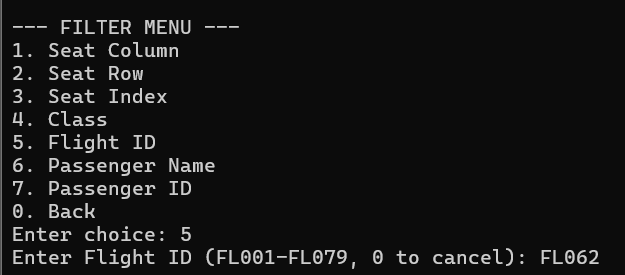 --- FILTER MENU ---
1. Seat Column
2. Seat Row
3. Seat Index
4. Class
5. Flight ID
6. Passenger Name
7. Passenger ID
0. Back
Enter choice: 5
Enter Flight ID (FL001-FL079, 0 to cancel): FL062